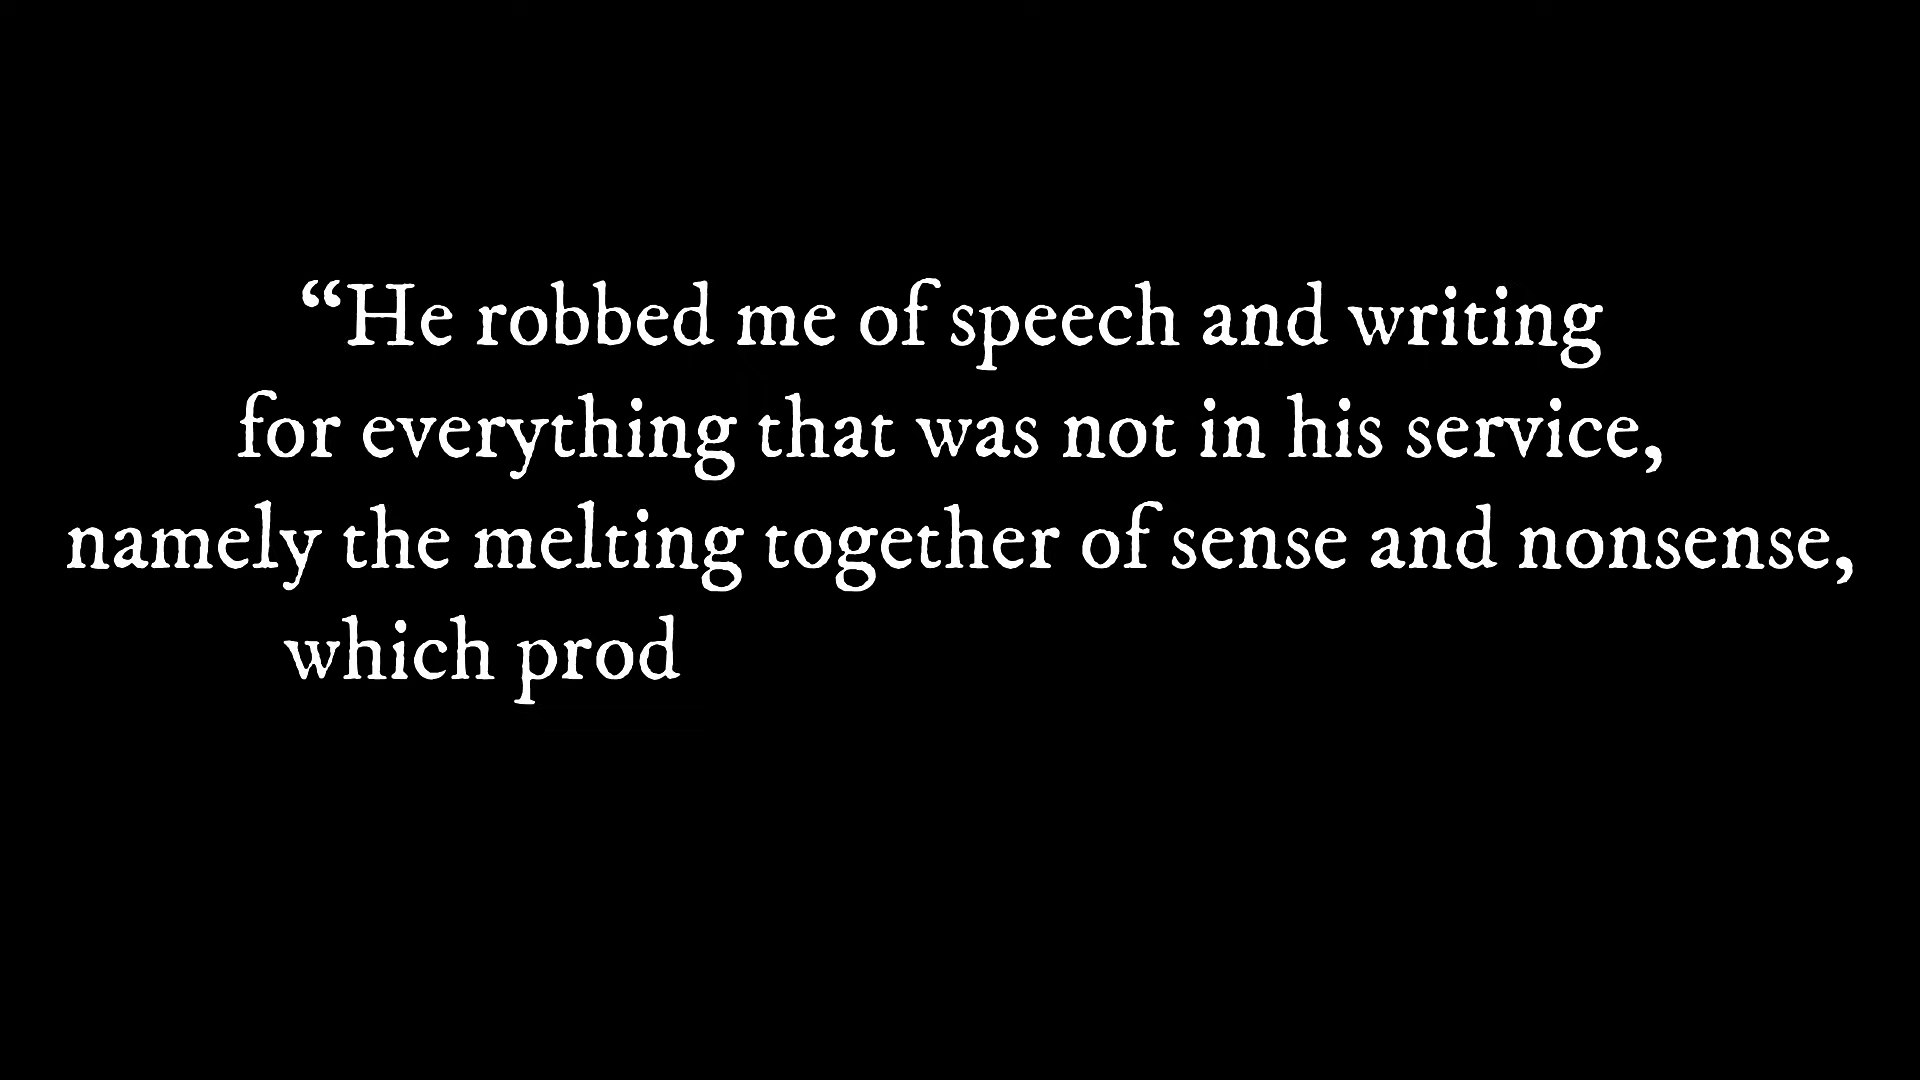 “He robbed me of speech and writing
for everything that was not in his service,
namely the melting together of sense and nonsense,
which prod